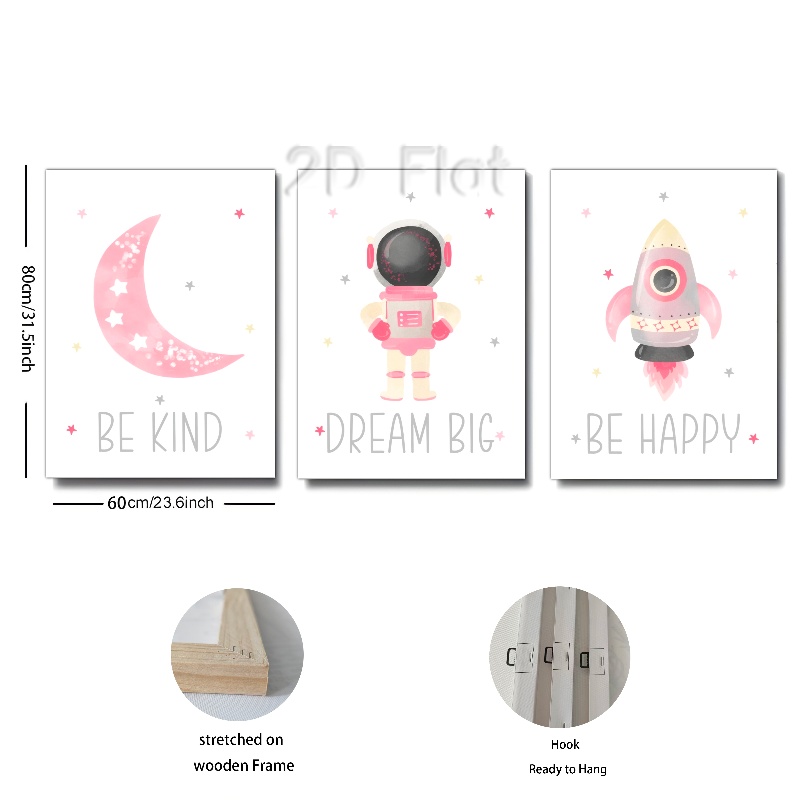 2D Flat
80cm/31.5inch
BE KIND
DREAM BIG
BE HAPPY
60cm/23.6inch
stretched on
wooden Frame
Hook
Ready to Hang